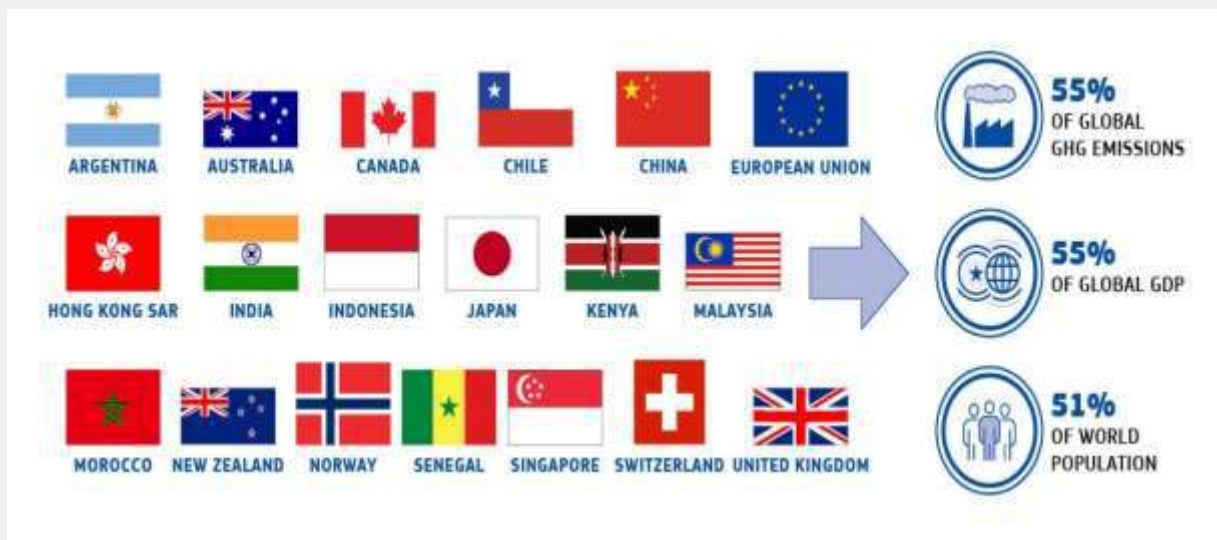 ARGENTINA AUSTRALIA CANADA CHILE CHINA EUROPEAN UNION
55%
OF GLOBAL
GHG EMISSIONS
HONG KONG SAR INDIA INDONESIA JAPAN KENYA MALAYSIA
55%
OF GLOBAL GDP
MOROCCO NEW ZEALAND NORWAY SENEGAL SINGAPORE SWITZERLAND UNITED KINGDOM
51%
OF WORLD
POPULATION